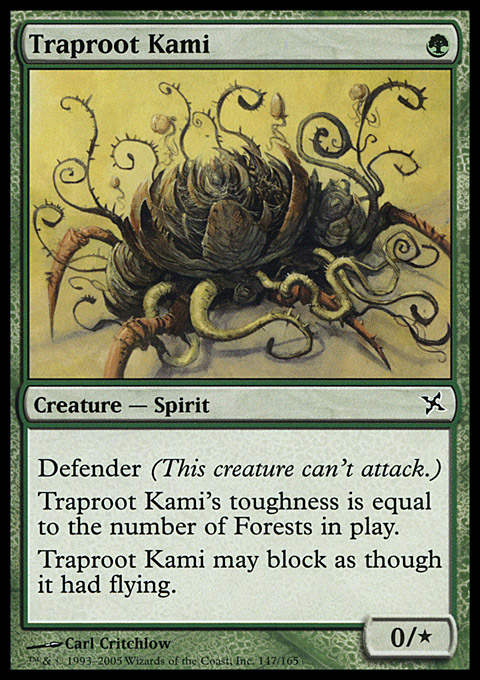 Traproot Kami
Creature — Spirit
Defender (This creature can't attack.)
Traproot Kami's toughness is equal
to the number of Forests in play.
Traproot Kami may block as though
it had flying.
Carl Critchlow
0/★
™ & © 1993–2005 Wizards of the Coast, Inc. 147/165